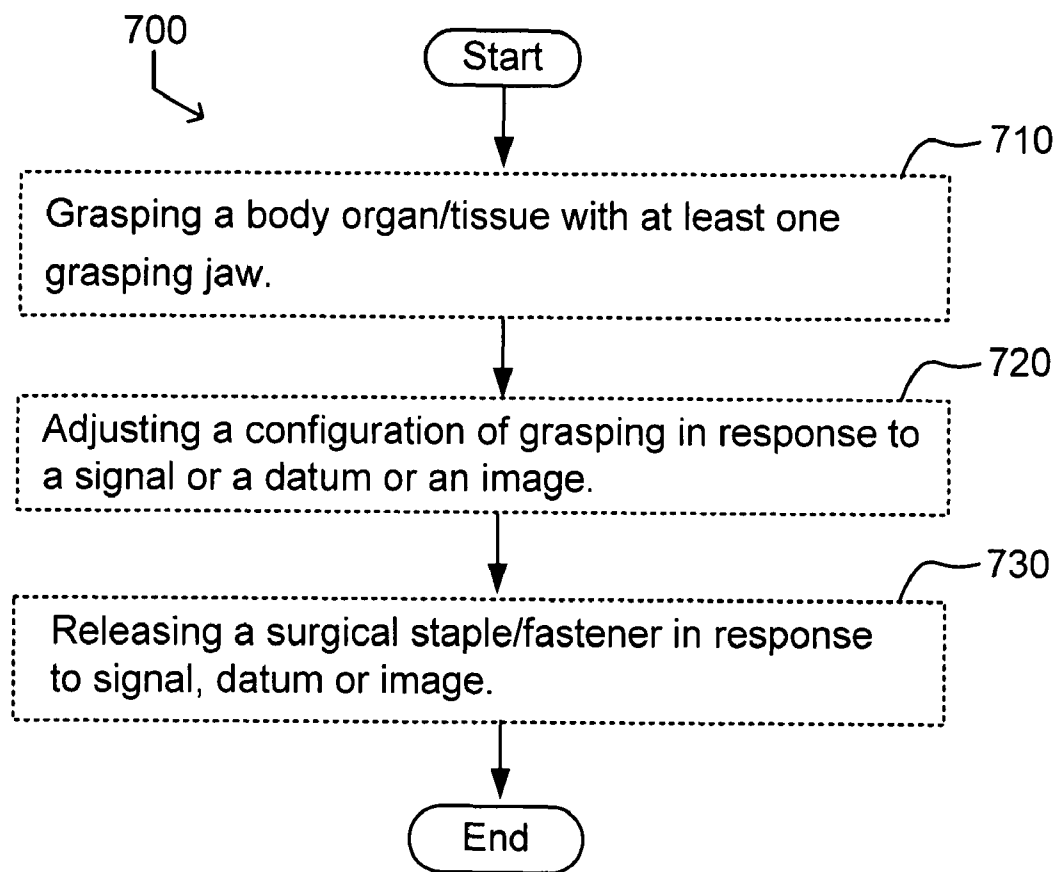 700
Start
710
Grasping a body organ/tissue with at least one
grasping jaw.
720
Adjusting a configuration of grasping in response to
a signal or a datum or an image.
730
Releasing a surgical staple/fastener in response
to signal, datum or image.
End